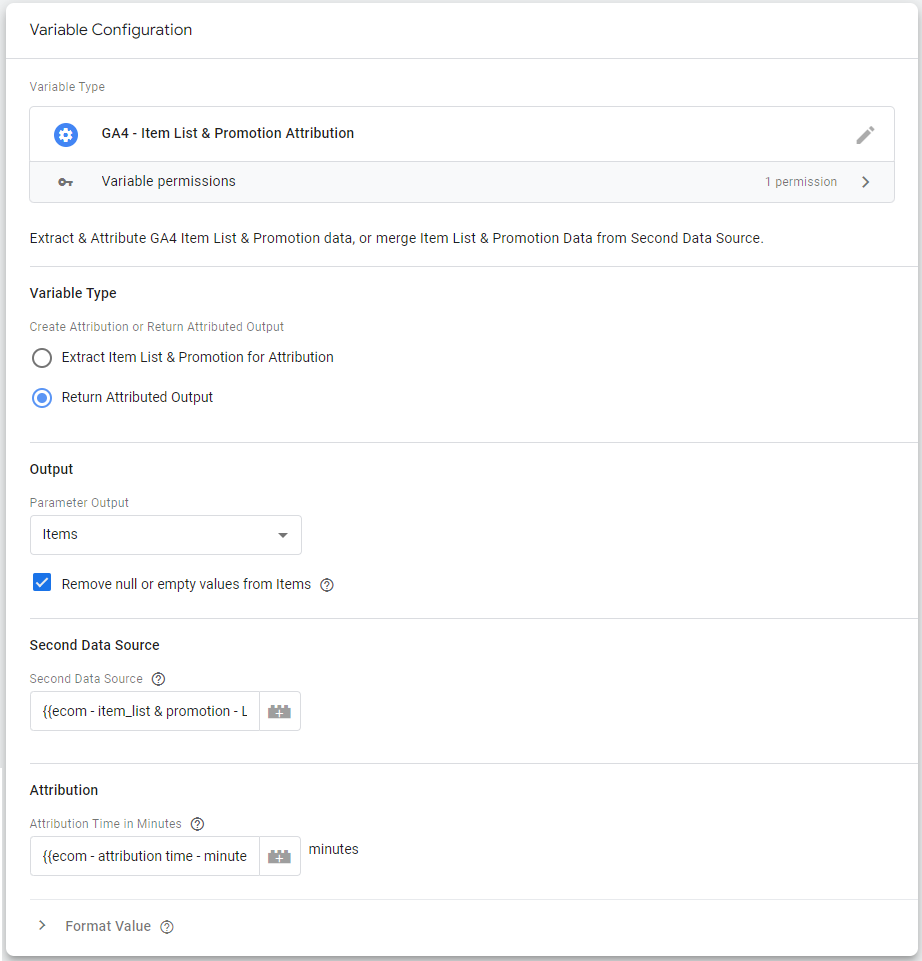 Variable Configuration
Variable Type
GA4 - Item List & Promotion Attribution
Variable permissions
1 permission
Extract & Attribute GA4 Item List & Promotion data, or merge Item List & Promotion Data from Second Data Source.
Variable Type
Create Attribution or Return Attributed Output
Extract Item List & Promotion for Attribution
Return Attributed Output
Output
Parameter Output
Items
Remove null or empty values from Items
Second Data Source
Second Data Source
{{ecom - item_list & promotion - L
Attribution
Attribution Time in Minutes
{{ecom - attribution time - minute
minutes
Format Value